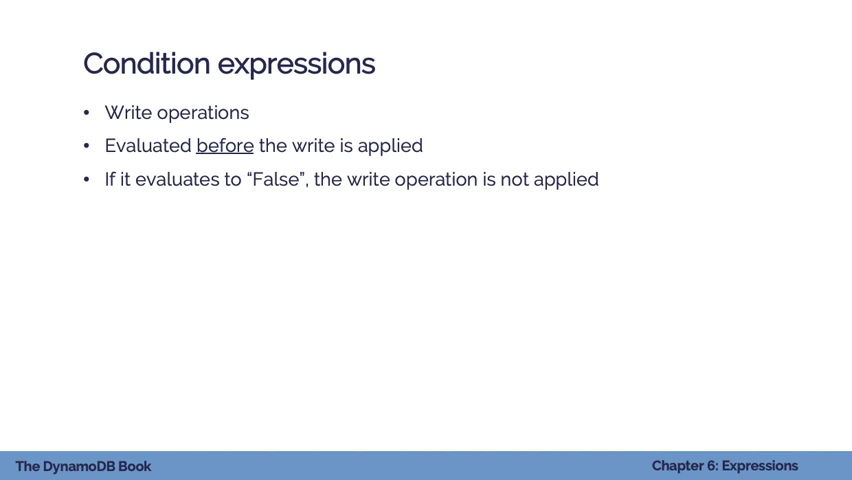 Condition expressions
• Write operations
• Evaluated before the write is applied
• If it evaluates to “False”, the write operation is not applied
The DynamoDB Book
Chapter 6: Expressions